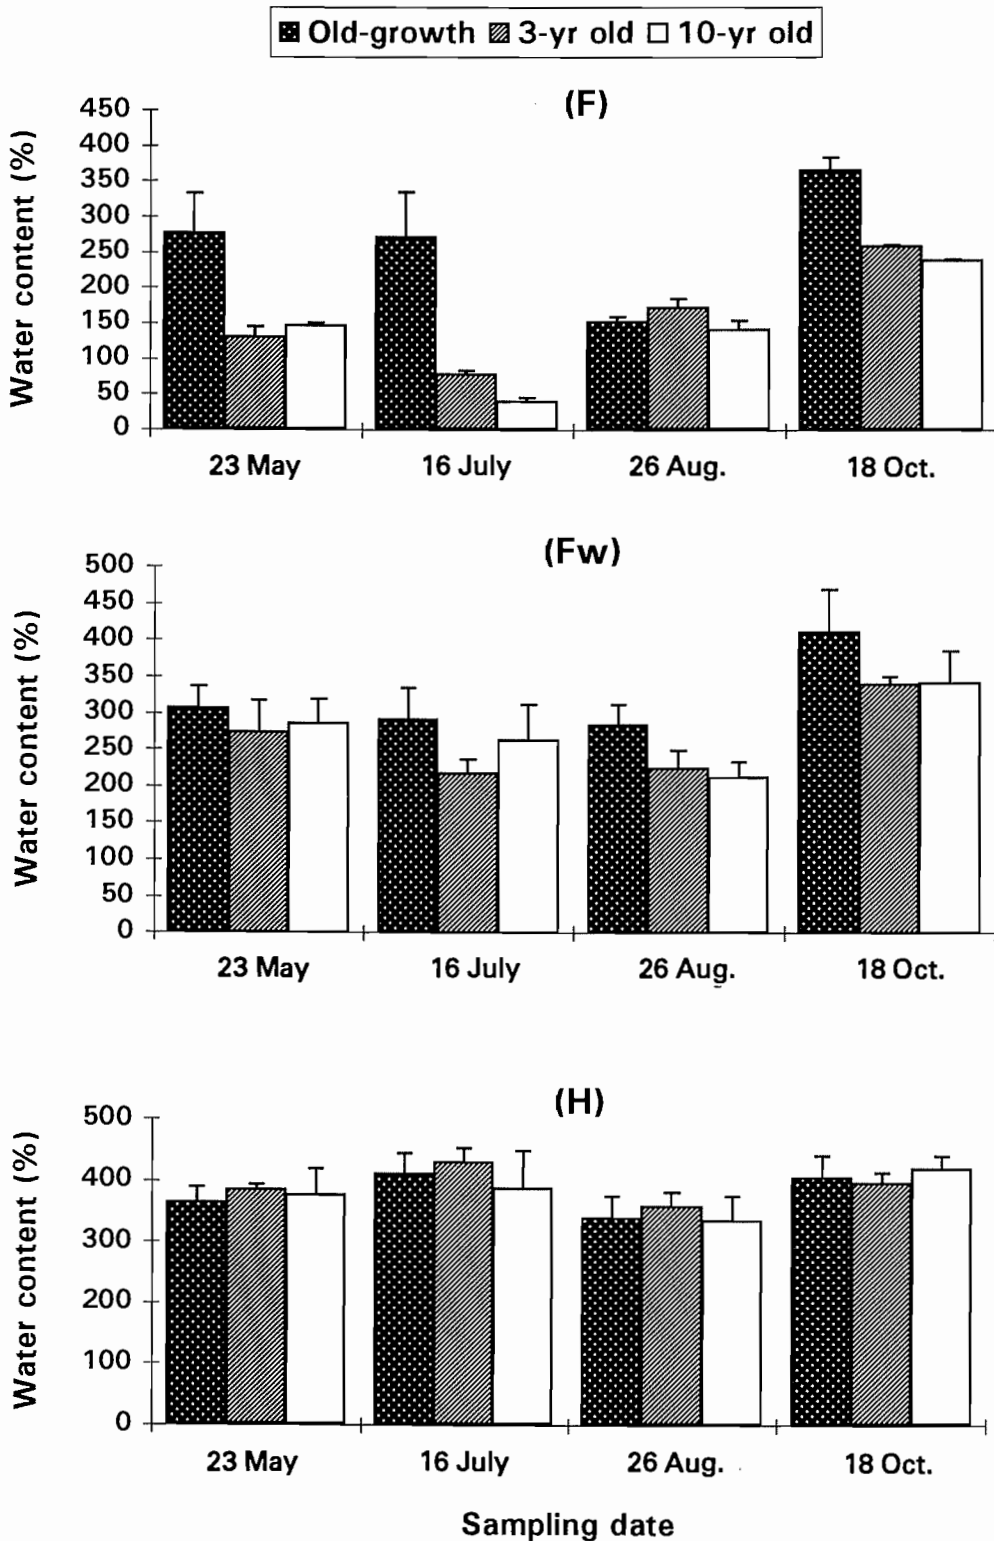 Old-growth 3-yr old 10-yr old
(F)
Water content (%)
450
400
350
300
250
200
150
100
50
0
23 May 16 July 26 Aug. 18 Oct.
(Fw)
Water content (%)
500
450
400
350
300
250
200
150
100
50
0
23 May 16 July 26 Aug. 18 Oct.
(H)
Water content (%)
500
400
300
200
100
0
23 May 16 July 26 Aug. 18 Oct.
Sampling date